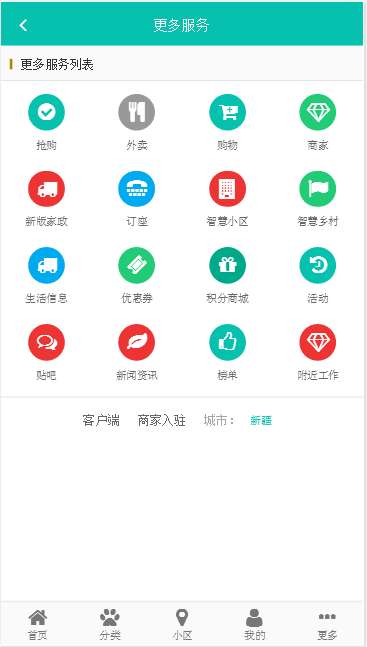 更多服务
更多服务列表
抢购 外卖 购物 商家
新版家政 订座 智慧小区 智慧乡村
生活信息 优惠券 积分商城 活动
贴吧 新闻资讯 榜单 附近工作
客户端 商家入驻 城市： 新疆
首页 分类 小区 我的 更多